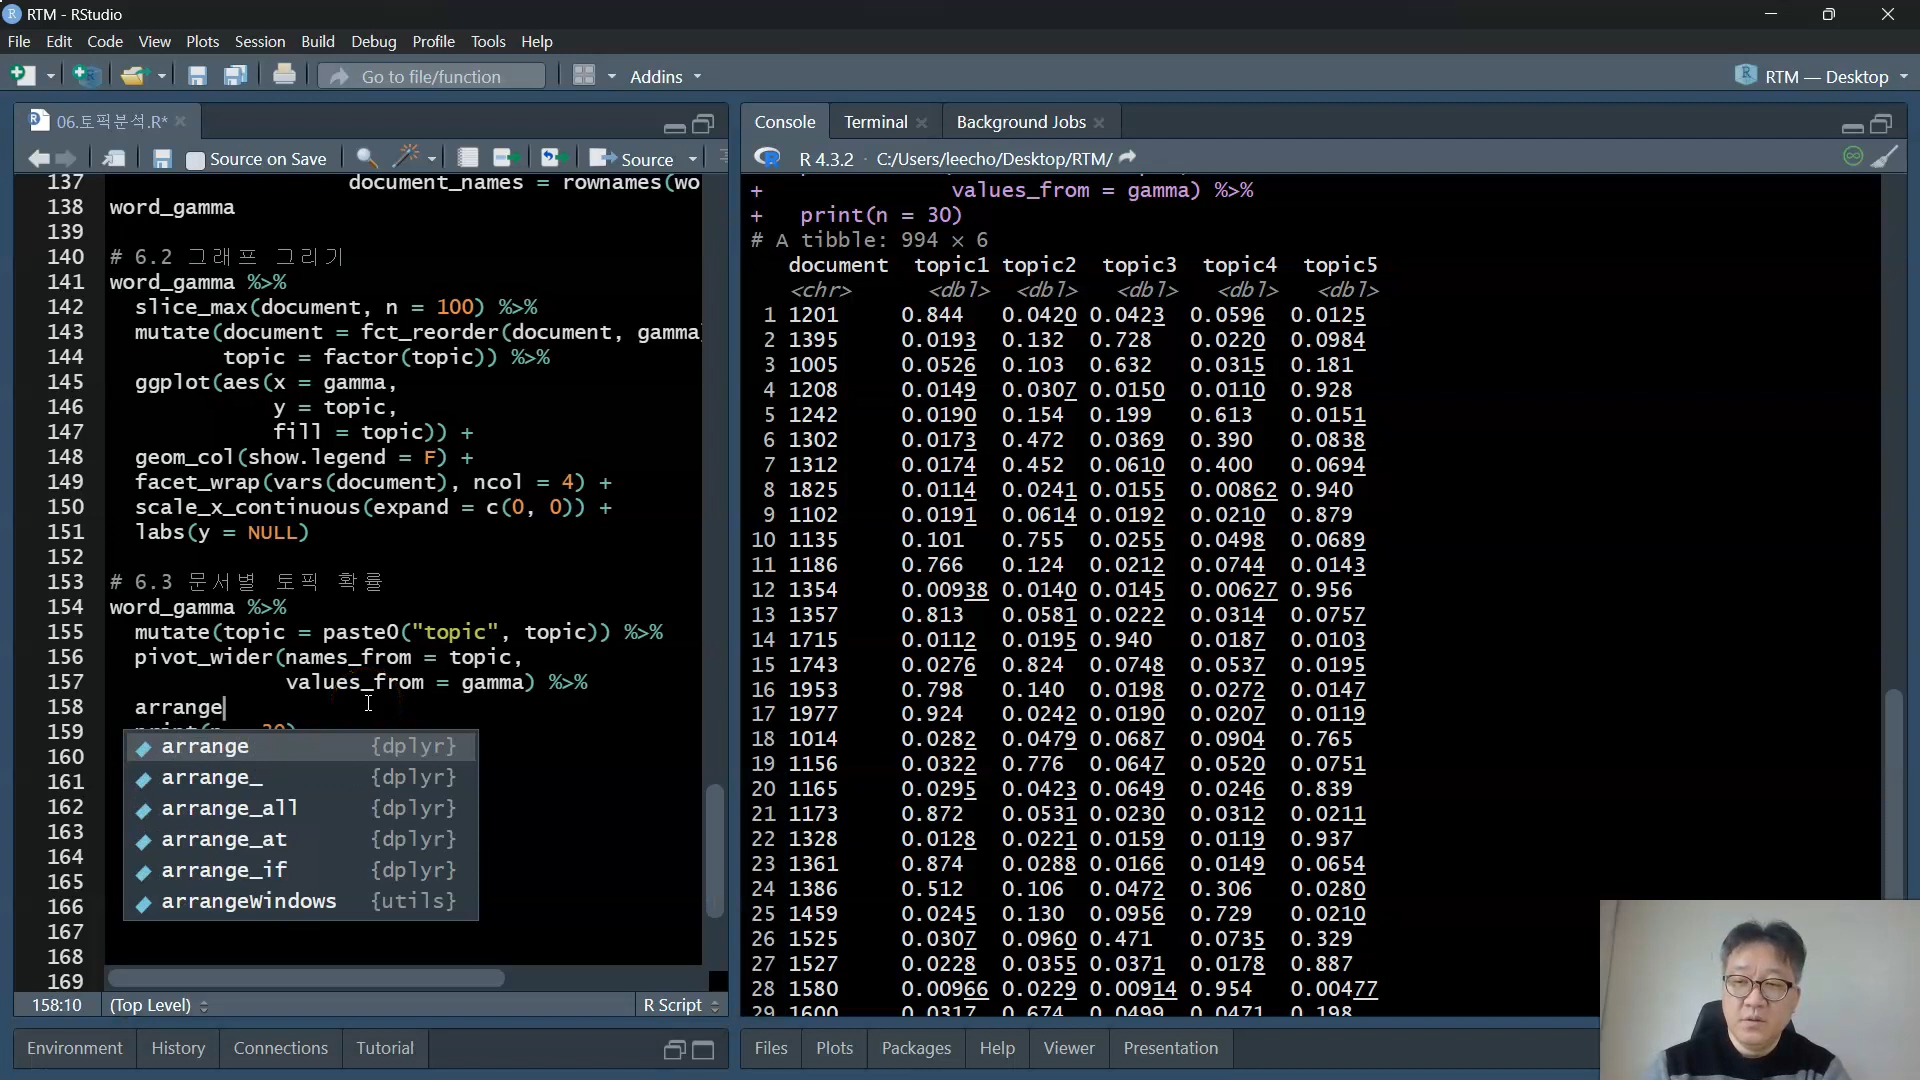 RTM - RStudio
File Edit Code View Plots Session Build Debug Profile Tools Help
Go to file/function Addins RTM — Desktop
06.토픽분석.R*
Source on Save Source
137 document_names = rownames(wo
138 word_gamma
139
140 # 6.2 그래프 그리기
141 word_gamma %>%
142 slice_max(document, n = 100) %>%
143 mutate(document = fct_reorder(document, gamma
144 topic = factor(topic)) %>%
145 ggplot(aes(x = gamma,
146 y = topic,
147 fill = topic)) +
148 geom_col(show.legend = F) +
149 facet_wrap(vars(document), ncol = 4) +
150 scale_x_continuous(expand = c(0, 0)) +
151 labs(y = NULL)
152
153 # 6.3 문서별 토픽 확률
154 word_gamma %>%
155 mutate(topic = paste0("topic", topic)) %>%
156 pivot_wider(names_from = topic,
157 values_from = gamma) %>%
158 arrange
159
160
161
162
163
164
165
166
167
168
169
arrange {dplyr}
arrange_ {dplyr}
arrange_all {dplyr}
arrange_at {dplyr}
arrange_if {dplyr}
arrangeWindows {utils}
158:10 (Top Level) R Script
Environment History Connections Tutorial
Console Terminal Background Jobs
R 4.3.2 · C:/Users/leecho/Desktop/RTM/
+ values_from = gamma) %>%
+ print(n = 30)
# A tibble: 994 × 6
document topic1 topic2 topic3 topic4 topic5
<chr> <dbl> <dbl> <dbl> <dbl> <dbl>
1 1201 0.844 0.0420 0.0423 0.0596 0.0125
2 1395 0.0193 0.132 0.728 0.0220 0.0984
3 1005 0.0526 0.103 0.632 0.0315 0.181
4 1208 0.0149 0.0307 0.0150 0.0110 0.928
5 1242 0.0190 0.154 0.199 0.613 0.0151
6 1302 0.0173 0.472 0.0369 0.390 0.0838
7 1312 0.0174 0.452 0.0610 0.400 0.0694
8 1825 0.0114 0.0241 0.0155 0.00862 0.940
9 1102 0.0191 0.0614 0.0192 0.0210 0.879
10 1135 0.101 0.755 0.0255 0.0498 0.0689
11 1186 0.766 0.124 0.0212 0.0744 0.0143
12 1354 0.00938 0.0140 0.0145 0.00627 0.956
13 1357 0.813 0.0581 0.0222 0.0314 0.0757
14 1715 0.0112 0.0195 0.940 0.0187 0.0103
15 1743 0.0276 0.824 0.0748 0.0537 0.0195
16 1953 0.798 0.140 0.0198 0.0272 0.0147
17 1977 0.924 0.0242 0.0190 0.0207 0.0119
18 1014 0.0282 0.0479 0.0687 0.0904 0.765
19 1156 0.0322 0.776 0.0647 0.0520 0.0751
20 1165 0.0295 0.0423 0.0649 0.0246 0.839
21 1173 0.872 0.0531 0.0230 0.0312 0.0211
22 1328 0.0128 0.0221 0.0159 0.0119 0.937
23 1361 0.874 0.0288 0.0166 0.0149 0.0654
24 1386 0.512 0.106 0.0472 0.306 0.0280
25 1459 0.0245 0.130 0.0956 0.729 0.0210
26 1525 0.0307 0.0960 0.471 0.0735 0.329
27 1527 0.0228 0.0355 0.0371 0.0178 0.887
28 1580 0.00966 0.0229 0.00914 0.954 0.00477
29 1600 0.0317 0.674 0.0499 0.0471 0.198
Files Plots Packages Help Viewer Presentation